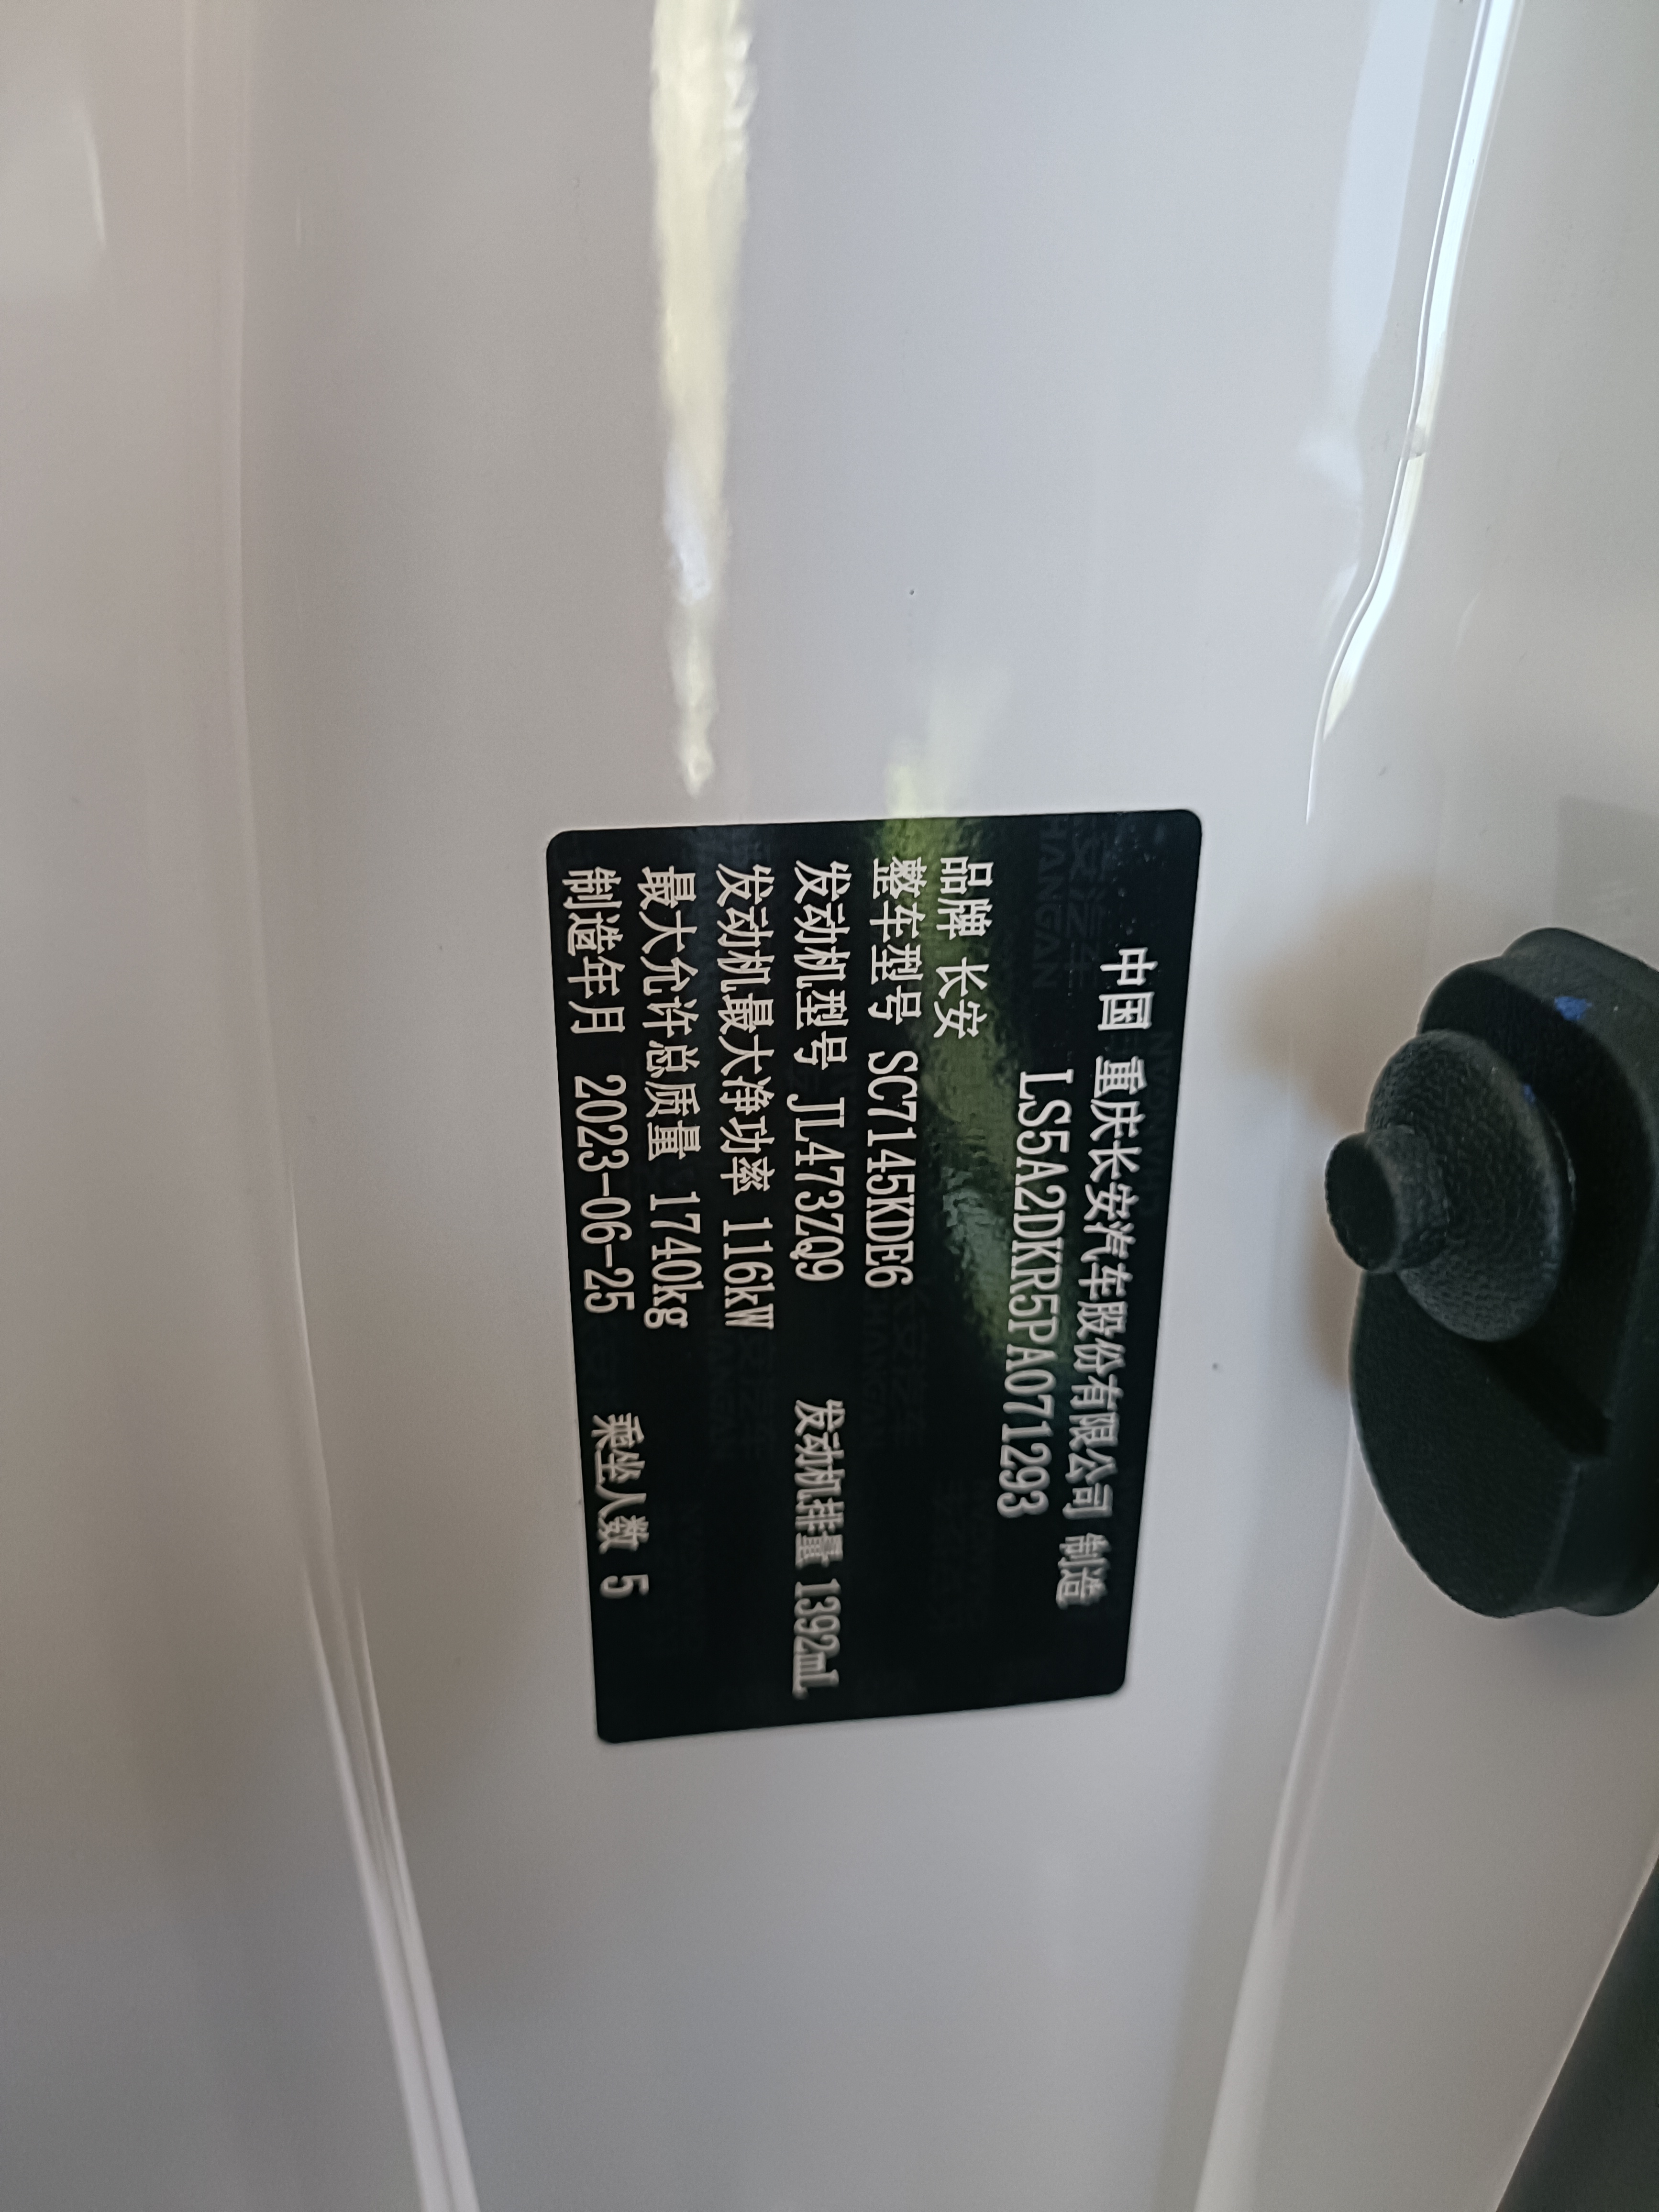 中国 重庆长安汽车股份有限公司 制造
LS5A2DKR5PA071293
品牌 长安
整车型号 SC7145KDE6
发动机型号 JL473ZQ9 发动机排量 1392mL
发动机最大净功率 116kW
最大允许总质量 1740kg
制造年月 2023-06-25 乘坐人数 5